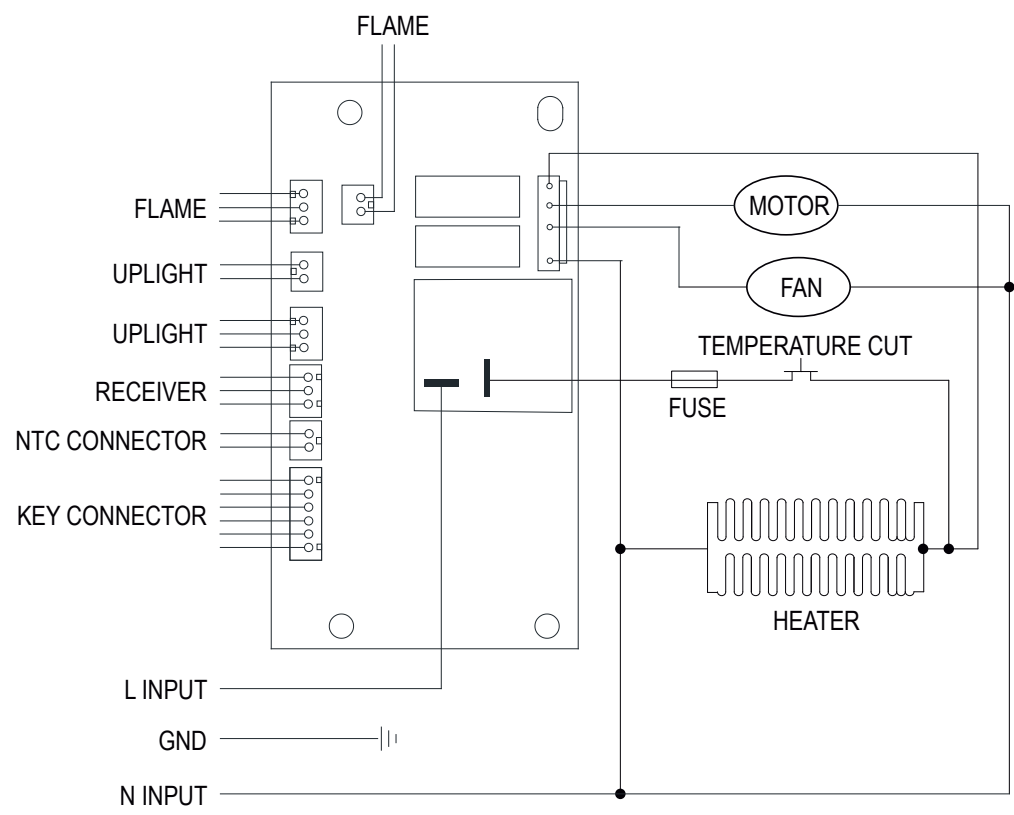 FLAME
FLAME
MOTOR
UPLIGHT
FAN
UPLIGHT
TEMPERATURE CUT
RECEIVER
FUSE
NTC CONNECTOR
KEY CONNECTOR
HEATER
L INPUT
GND
N INPUT